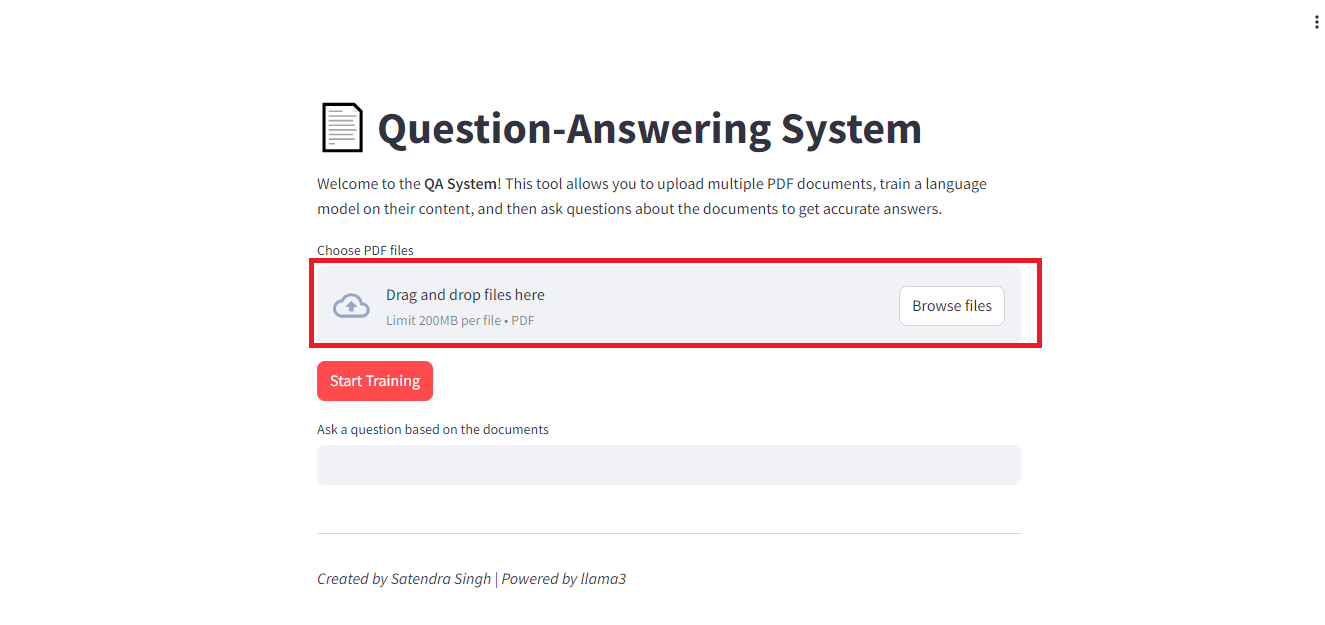 Question-Answering System
Welcome to the QA System! This tool allows you to upload multiple PDF documents, train a language
model on their content, and then ask questions about the documents to get accurate answers.
Choose PDF files
Drag and drop files here
Limit 200MB per file • PDF
Browse files
Start Training
Ask a question based on the documents
Created by Satendra Singh | Powered by llama3